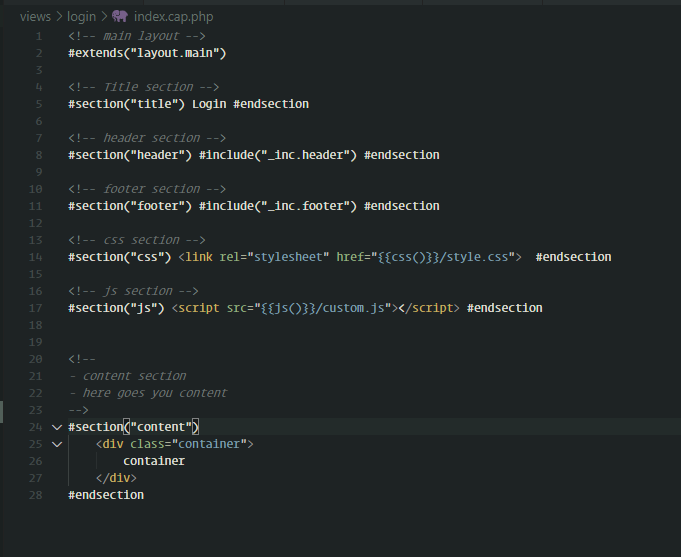 views > login > index.cap.php
1 <!-- main layout -->
2 #extends("layout.main")
3
4 <!-- Title section -->
5 #section("title") Login #endsection
6
7 <!-- header section -->
8 #section("header") #include("_inc.header") #endsection
9
10 <!-- footer section -->
11 #section("footer") #include("_inc.footer") #endsection
12
13 <!-- css section -->
14 #section("css") <link rel="stylesheet" href="{{css()}}/style.css">  #endsection
15
16 <!-- js section -->
17 #section("js") <script src="{{js()}}/custom.js"></script> #endsection
18
19
20 <!--
21 - content section
22 - here goes you content
23 -->
24 #section("content")
25     <div class="container">
26         container
27     </div>
28 #endsection